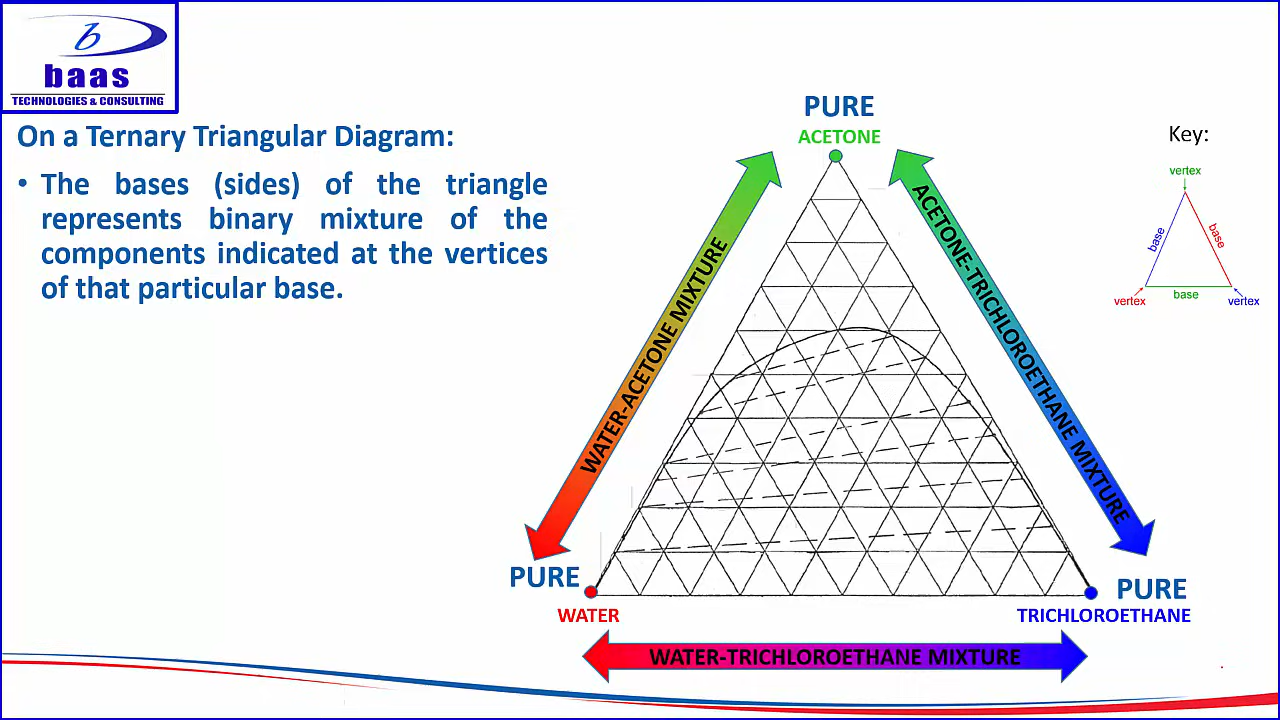 b
baas
TECHNOLOGIES & CONSULTING
On a Ternary Triangular Diagram:
• The bases (sides) of the triangle
represents binary mixture of the
components indicated at the vertices
of that particular base.
PURE
ACETONE
WATER-ACETONE MIXTURE
ACETONE-TRICHLOROETHANE MIXTURE
PURE
WATER
PURE
TRICHLOROETHANE
WATER-TRICHLOROETHANE MIXTURE
Key:
vertex
base
base
base
vertex
vertex